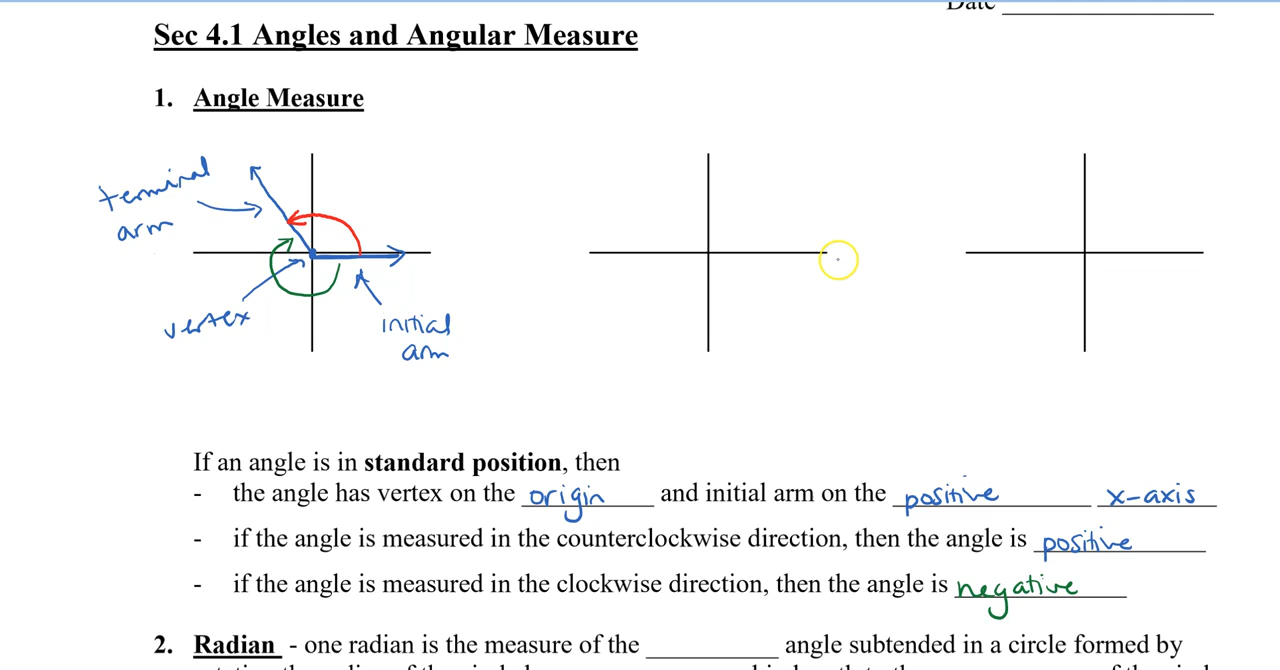 Date
Sec 4.1 Angles and Angular Measure
1. Angle Measure
terminal
arm
vertex
initial
arm
If an angle is in standard position, then
- the angle has vertex on the origin and initial arm on the positive x-axis
- if the angle is measured in the counterclockwise direction, then the angle is positive
- if the angle is measured in the clockwise direction, then the angle is negative
2. Radian - one radian is the measure of the ________ angle subtended in a circle formed by